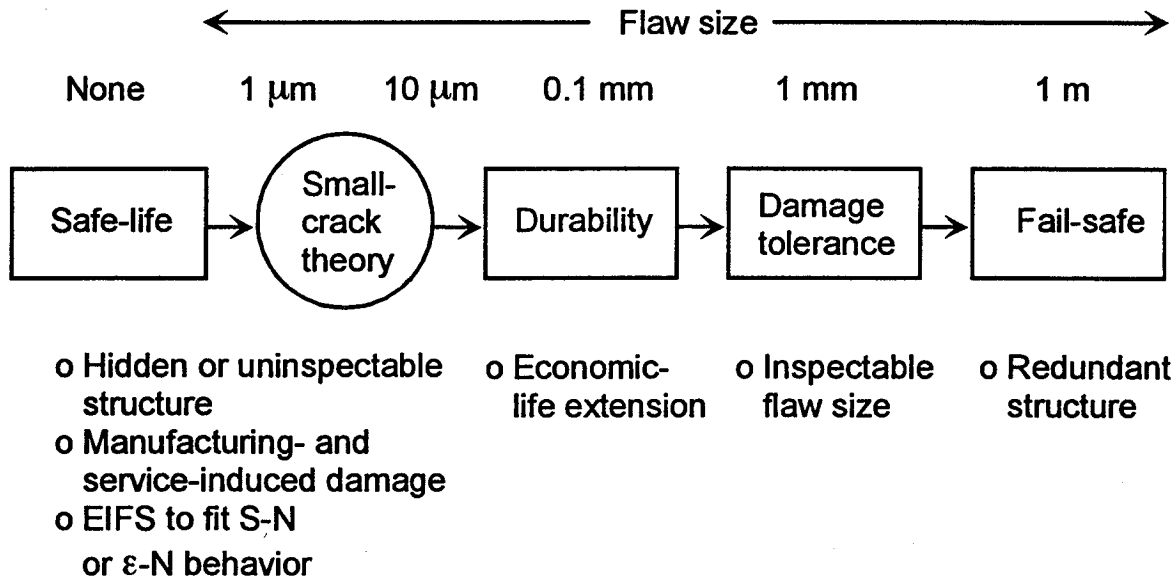 Flaw size
None 1 μm 10 μm 0.1 mm 1 mm 1 m
Safe-life
Small-
crack
theory
Durability
Damage
tolerance
Fail-safe
o Hidden or uninspectable
structure
o Manufacturing- and
service-induced damage
o EIFS to fit S-N
or ε-N behavior
o Economic-
life extension
o Inspectable
flaw size
o Redundant
structure